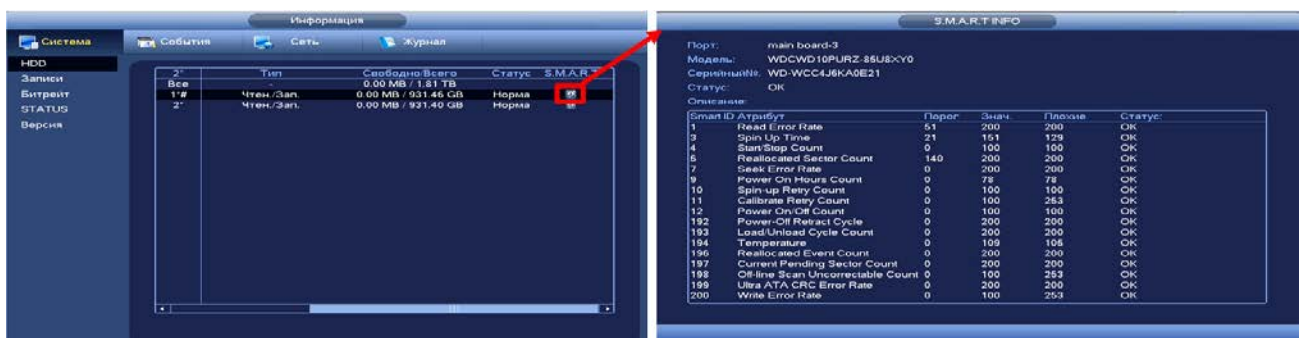 Информация
Система События Сеть Журнал
HDD
Записи
Битрейт
STATUS
Версия
2* Тип Свободно/Всего Статус S.M.A.R.T
Все - 0.00 MB / 1.81 TB
1*# Чтен./Зап. 0.00 MB / 931.46 GB Норма
2* Чтен./Зап. 0.00 MB / 931.40 GB Норма
S.M.A.R.T INFO
Порт: main board-3
Модель: WDCWD10PURZ-85U8XY0
Серийный№: WD-WCC4J6KA0E21
Статус: OK
Описание:
Smart ID Атрибут Порог Знач. Плохие Статус:
1 Read Error Rate 51 200 200 OK
3 Spin Up Time 21 151 129 OK
4 Start/Stop Count 0 100 100 OK
5 Reallocated Sector Count 140 200 200 OK
7 Seek Error Rate 0 200 200 OK
9 Power On Hours Count 0 78 78 OK
10 Spin-up Retry Count 0 100 100 OK
11 Calibrate Retry Count 0 100 253 OK
12 Power On/Off Count 0 100 100 OK
192 Power-Off Retract Cycle 0 200 200 OK
193 Load/Unload Cycle Count 0 200 200 OK
194 Temperature 0 109 106 OK
196 Reallocated Event Count 0 200 200 OK
197 Current Pending Sector Count 0 200 200 OK
198 Off-line Scan Uncorrectable Count 0 100 253 OK
199 Ultra ATA CRC Error Rate 0 200 200 OK
200 Write Error Rate 0 100 253 OK